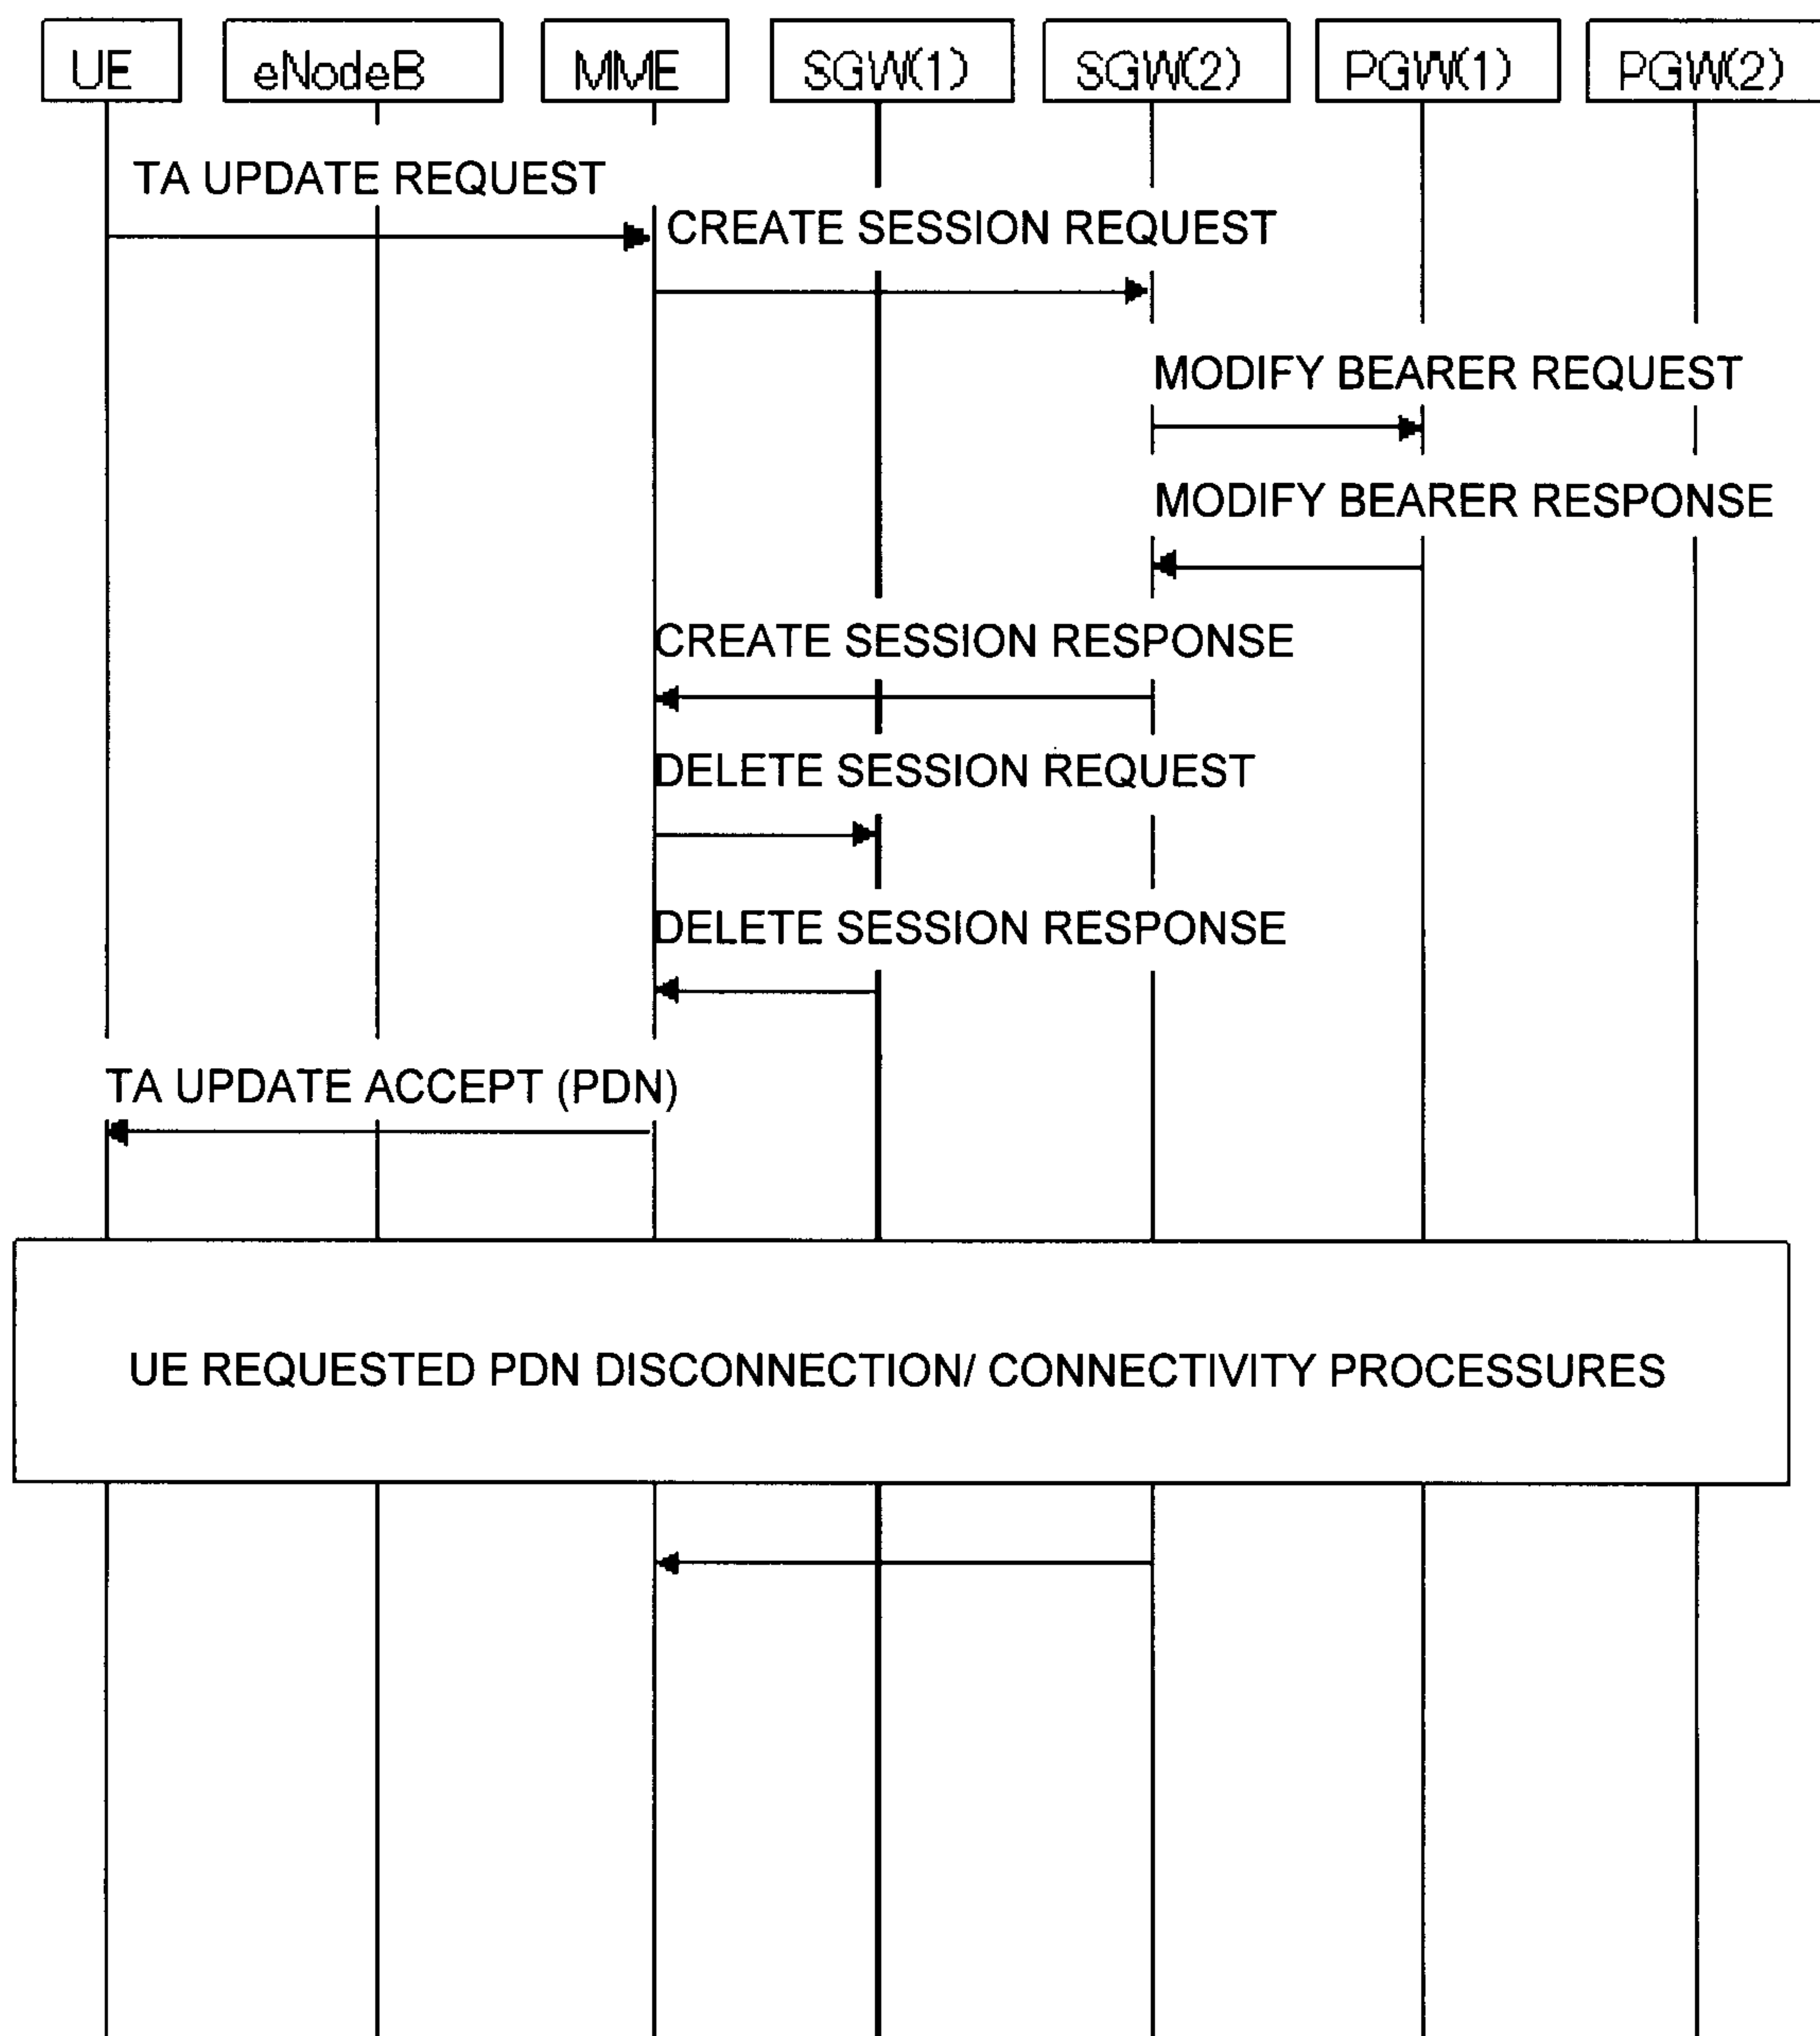 UE eNodeB MME SGW(1) SGW(2) PGW(1) PGW(2)
TA UPDATE REQUEST
CREATE SESSION REQUEST
MODIFY BEARER REQUEST
MODIFY BEARER RESPONSE
CREATE SESSION RESPONSE
DELETE SESSION REQUEST
DELETE SESSION RESPONSE
TA UPDATE ACCEPT (PDN)
UE REQUESTED PDN DISCONNECTION/ CONNECTIVITY PROCESSURES